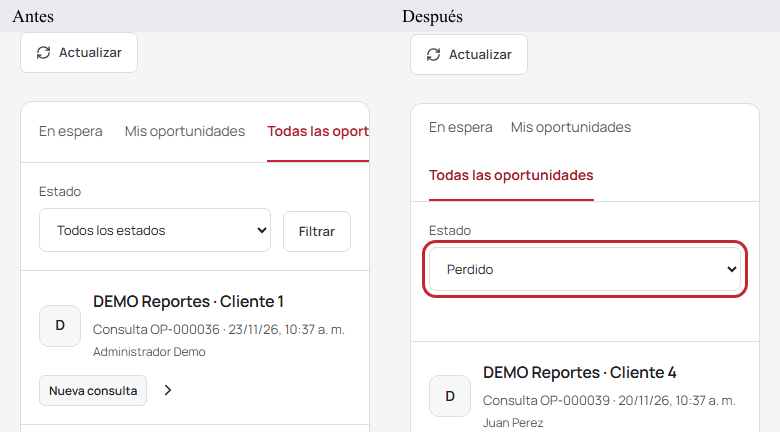 Antes
Actualizar
En espera Mis oportunidades Todas las oport
Estado
Todos los estados Filtrar
DEMO Reportes · Cliente 1
D
Consulta OP-000036 · 23/11/26, 10:37 a. m.
Administrador Demo
Nueva consulta
Después
Actualizar
En espera Mis oportunidades
Todas las oportunidades
Estado
Perdido
DEMO Reportes · Cliente 4
D
Consulta OP-000039 · 20/11/26, 10:37 a. m.
Juan Perez